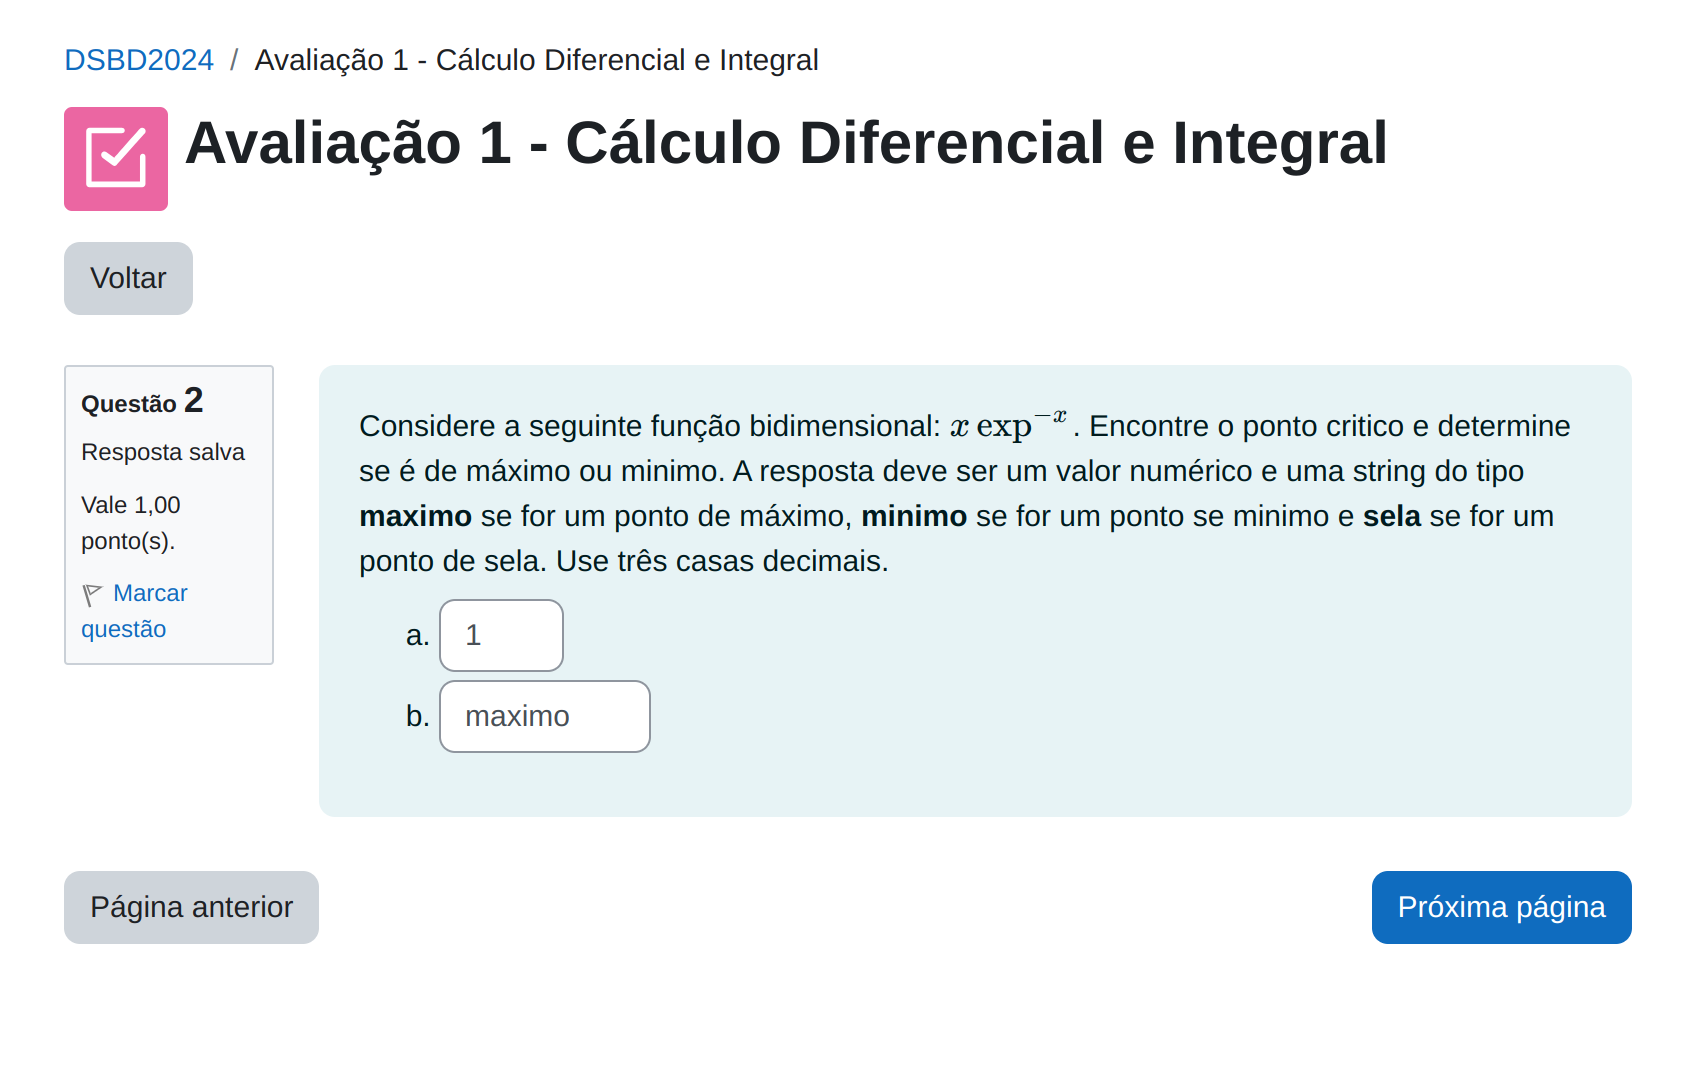 DSBD2024 / Avaliação 1 - Cálculo Diferencial e Integral
Avaliação 1 - Cálculo Diferencial e Integral
Voltar
Questão 2
Resposta salva
Vale 1,00
ponto(s).
Marcar
questão
Considere a seguinte função bidimensional: x exp^{-x} . Encontre o ponto critico e determine
se é de máximo ou minimo. A resposta deve ser um valor numérico e uma string do tipo
maximo se for um ponto de máximo, minimo se for um ponto se minimo e sela se for um
ponto de sela. Use três casas decimais.
a. 1
b. maximo
Página anterior
Próxima página